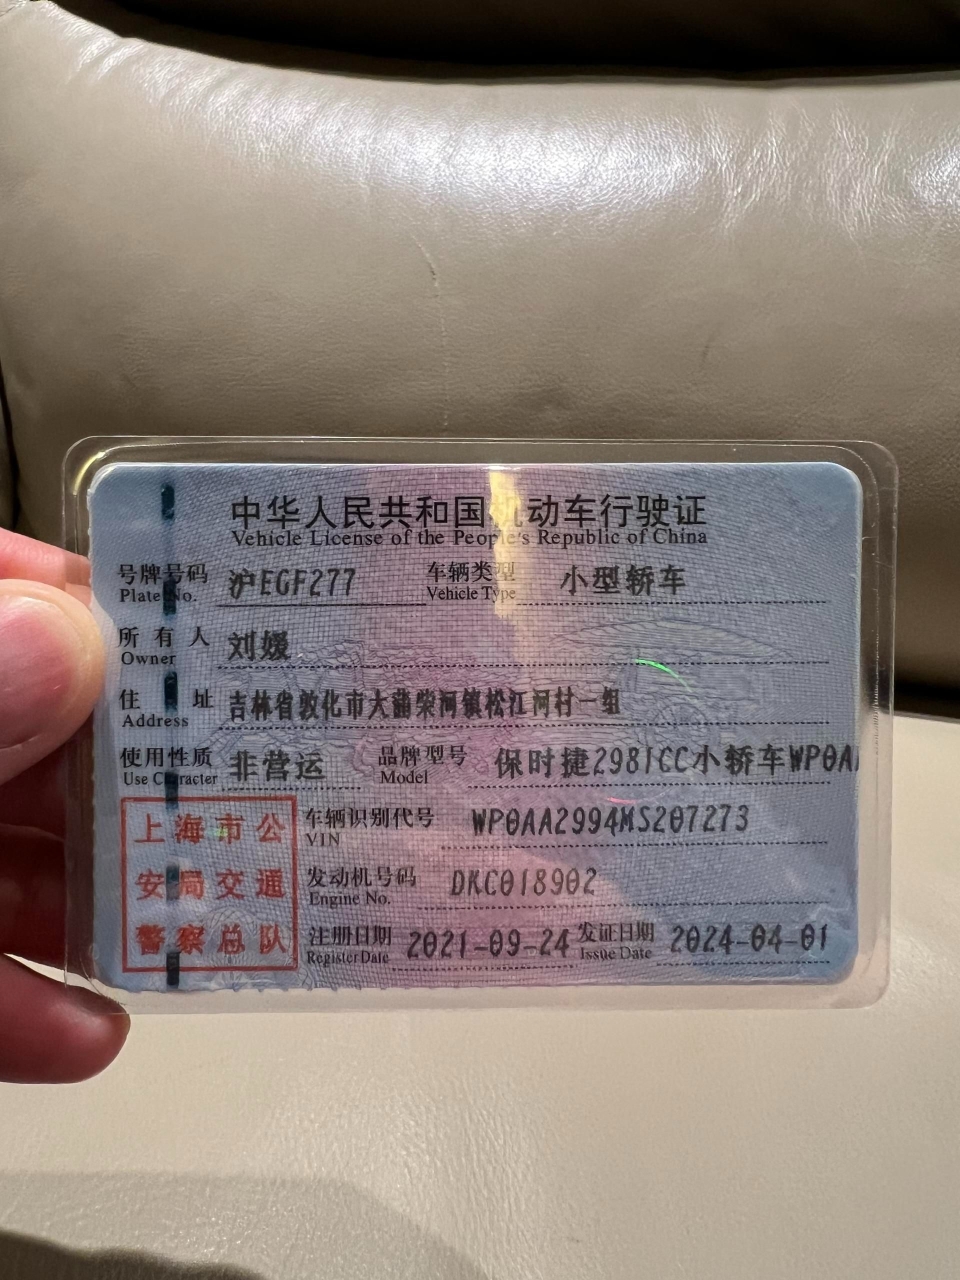 中华人民共和国机动车行驶证
Vehicle License of the People's Republic of China
号牌号码 沪EGF277 车辆类型 小型轿车
Plate No. Vehicle Type
所有人 刘媛
Owner
住址 吉林省敦化市大蒲柴河镇松江河村一组
Address
使用性质 非营运 品牌型号 保时捷2981CC小轿车WP0A
Use Character Model
上海市公 车辆识别代号 WP0AA2994MS207273
VIN
安局交通 发动机号码 DKC018902
Engine No.
警察总队 注册日期 2021-09-24 发证日期 2024-04-01
Register Date Issue Date